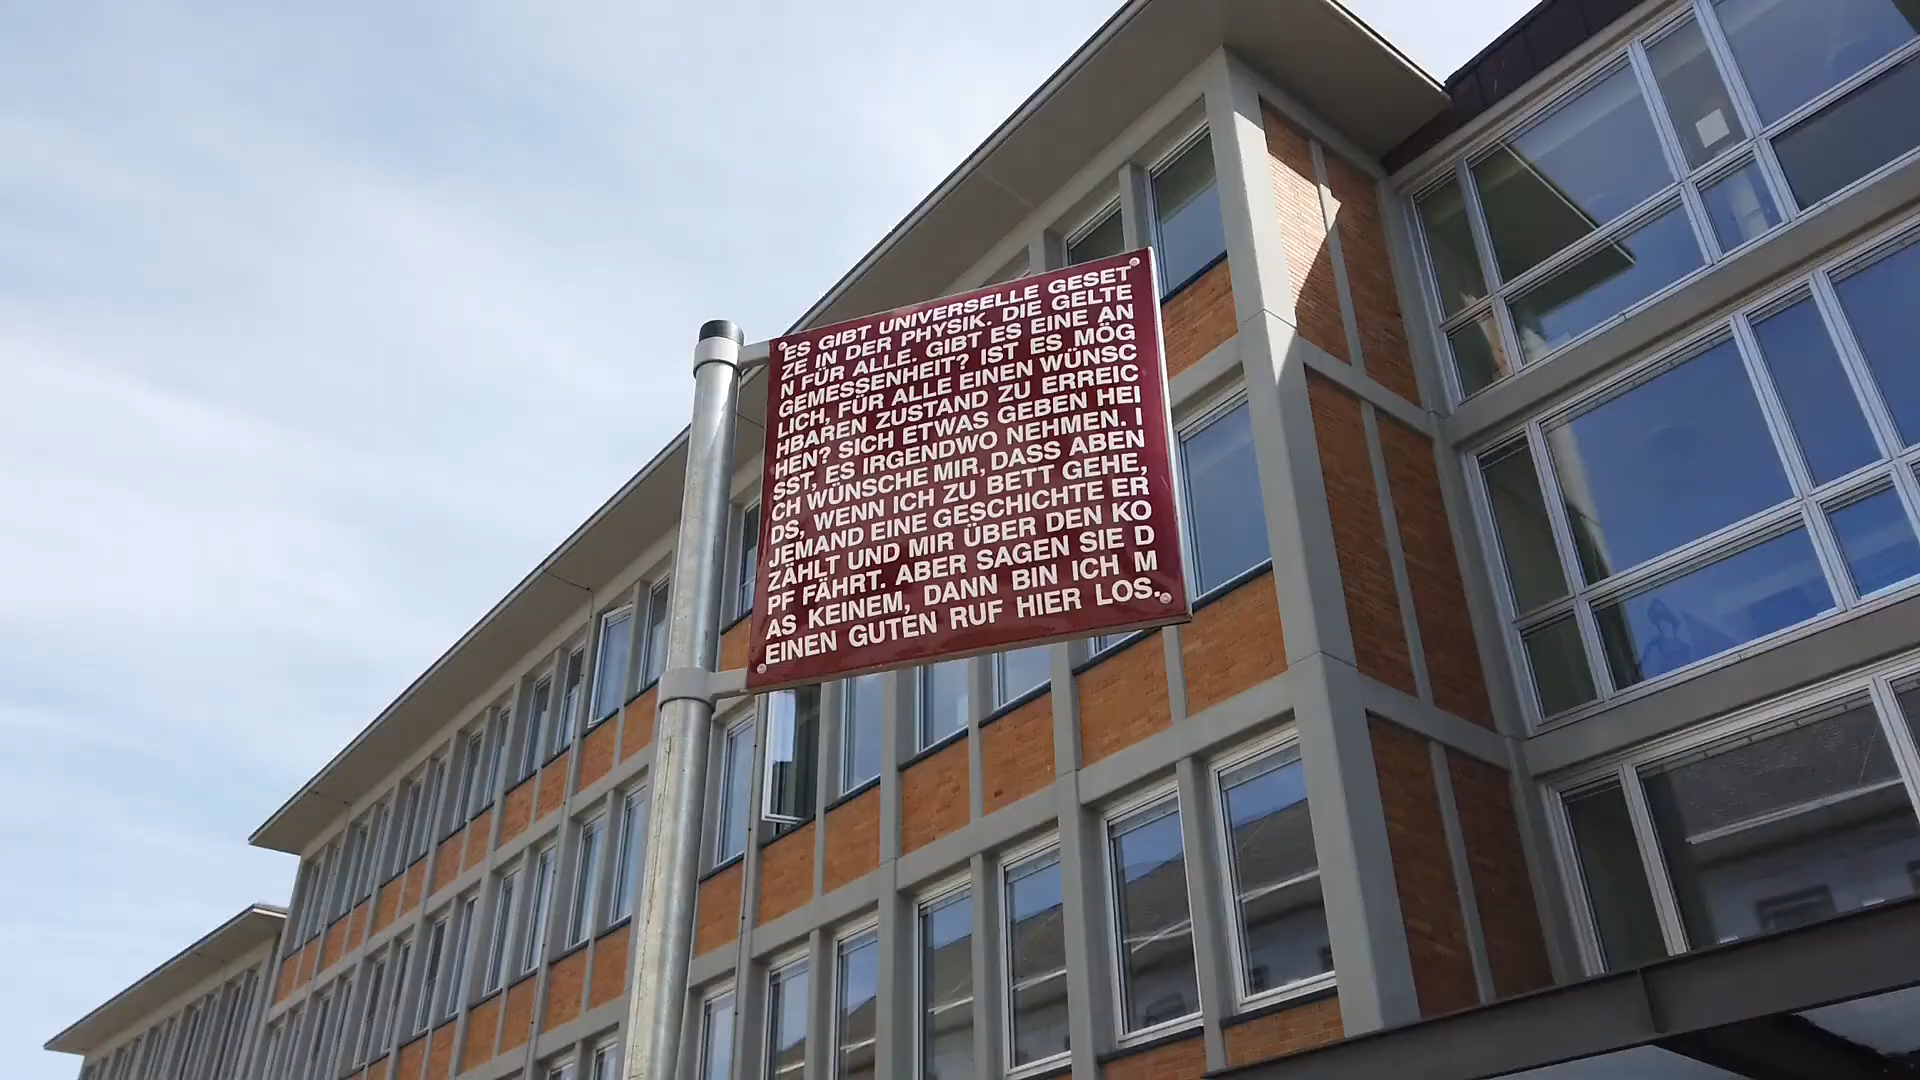 ES GIBT UNIVERSELLE GESET
ZE IN DER PHYSIK. DIE GELTE
N FÜR ALLE. GIBT ES EINE AN
GEMESSENHEIT? IST ES MÖG
LICH, FÜR ALLE EINEN WÜNSC
HBAREN ZUSTAND ZU ERREIC
HEN? SICH ETWAS GEBEN HEI
SST, ES IRGENDWO NEHMEN. I
CH WÜNSCHE MIR, DASS ABEN
DS, WENN ICH ZU BETT GEHE,
JEMAND EINE GESCHICHTE ER
ZÄHLT UND MIR ÜBER DEN KO
PF FÄHRT. ABER SAGEN SIE D
AS KEINEM, DANN BIN ICH M
EINEN GUTEN RUF HIER LOS.